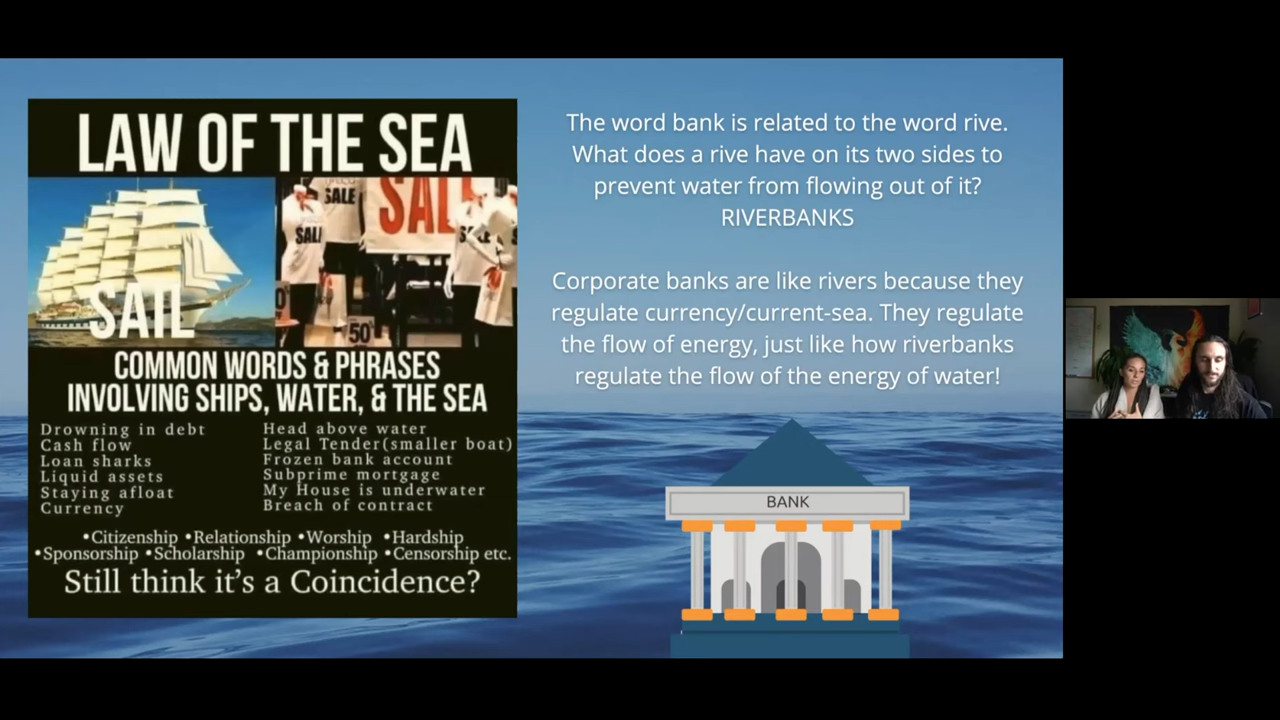 LAW OF THE SEA
SALE
SAL
SALE
SAIL
50
COMMON WORDS & PHRASES
INVOLVING SHIPS, WATER, & THE SEA
Drowning in debt
Cash flow
Loan sharks
Liquid assets
Staying afloat
Currency
Head above water
Legal Tender(smaller boat)
Frozen bank account
Subprime mortgage
My House is underwater
Breach of contract
•Citizenship •Relationship •Worship •Hardship
•Sponsorship •Scholarship •Championship •Censorship etc.
Still think it's a Coincidence?
The word bank is related to the word rive.
What does a rive have on its two sides to
prevent water from flowing out of it?
RIVERBANKS
Corporate banks are like rivers because they
regulate currency/current-sea. They regulate
the flow of energy, just like how riverbanks
regulate the flow of the energy of water!
BANK